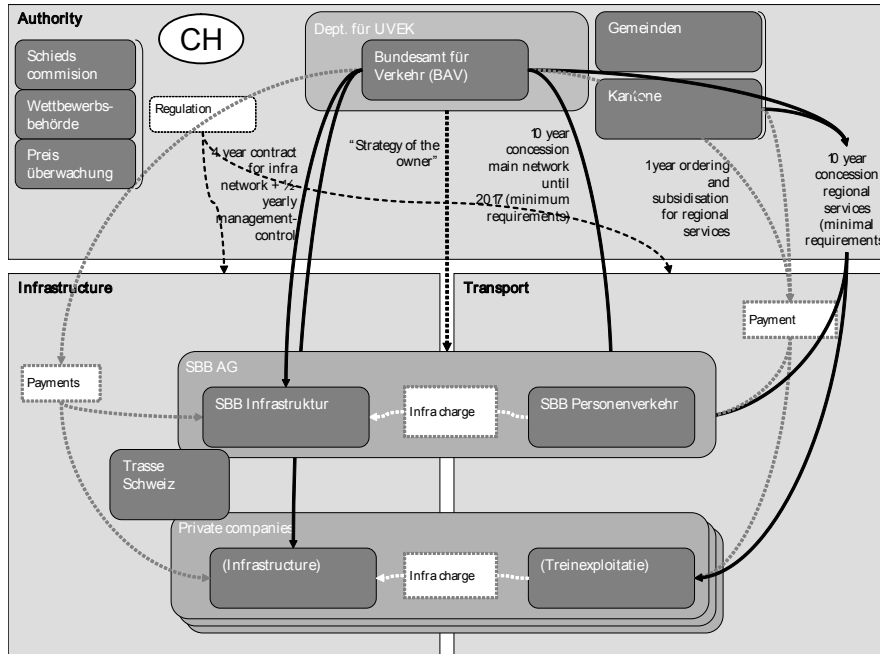 Authority
CH
Schieds
commision
Wettbewerbs-
behörde
Preis
überwachung
Regulation
Dept. für UVEK
Bundesamt für
Verkehr (BAV)
Gemeinden
Kantone
4 year contract
for infra
network + ½
yearly
management-
control
"Strategy of the
owner"
10 year
concession
main network
until
2017 (minimum
requirements)
1year ordering
and
subsidisation
for regional
services
10 year
concession
regional
services
(minimal
requirements
Infrastructure
Transport
Payments
Payment
SBB AG
SBB Infrastruktur
Infra charge
SBB Personenverkehr
Trasse
Schweiz
Private companies
(Infrastructure)
Infra charge
(Treinexploitatie)